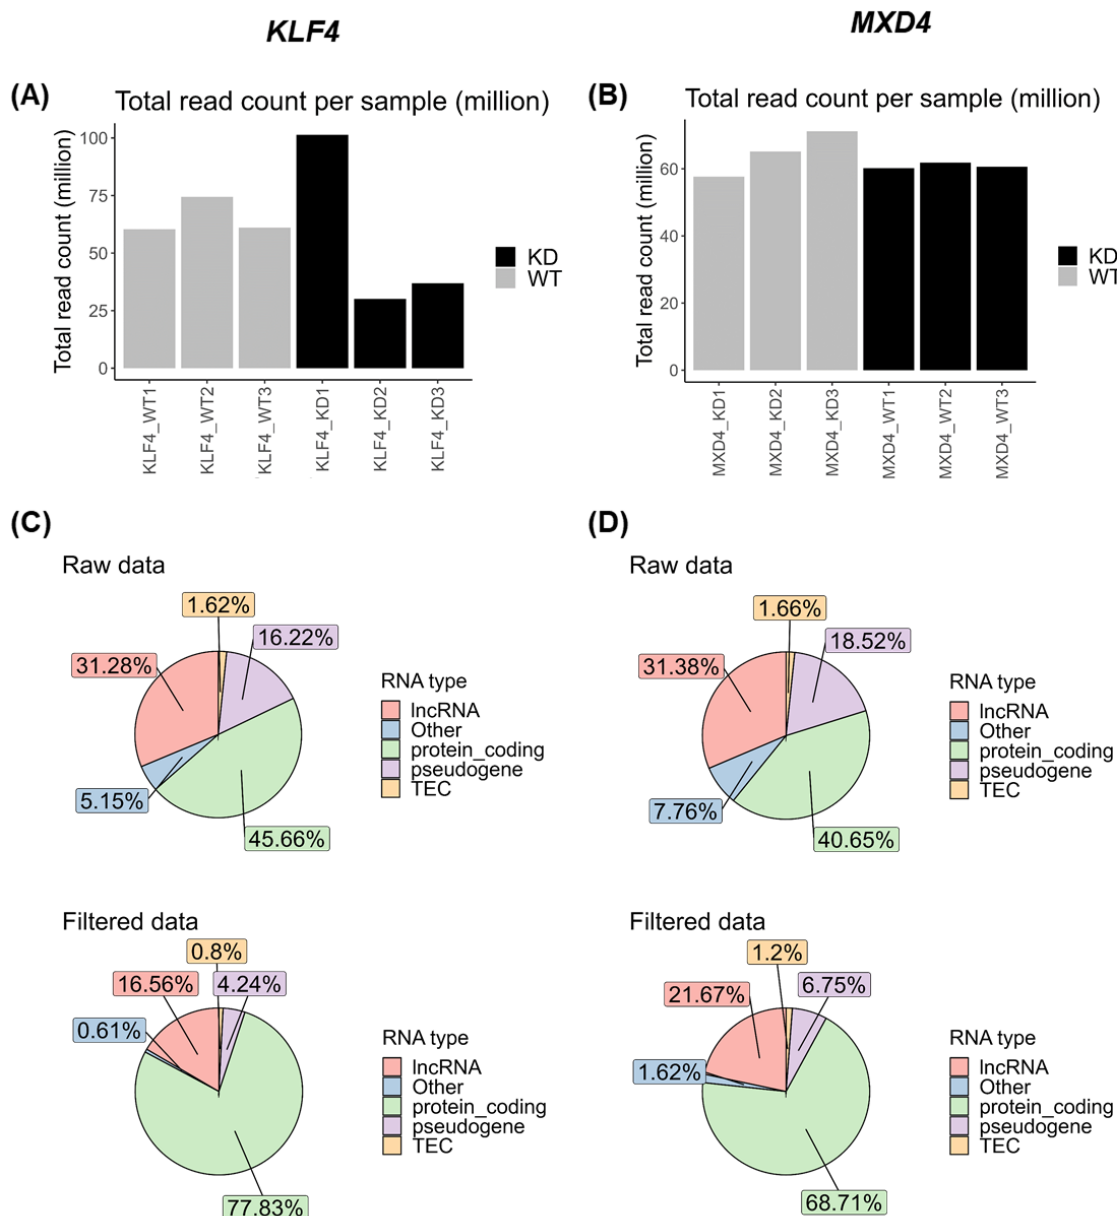 KLF4
MXD4
(A)
Total read count per sample (million)
Total read count (million)
100
75
50
25
0
KLF4_WT1
KLF4_WT2
KLF4_WT3
KLF4_KD1
KLF4_KD2
KLF4_KD3
KD
WT
(B)
Total read count per sample (million)
Total read count (million)
60
40
20
0
MXD4_KD1
MXD4_KD2
MXD4_KD3
MXD4_WT1
MXD4_WT2
MXD4_WT3
KD
WT
(C)
Raw data
1.62%
16.22%
31.28%
5.15%
45.66%
RNA type
lncRNA
Other
protein_coding
pseudogene
TEC
Filtered data
0.8%
16.56%
4.24%
0.61%
77.83%
RNA type
lncRNA
Other
protein_coding
pseudogene
TEC
(D)
Raw data
1.66%
18.52%
31.38%
7.76%
40.65%
RNA type
lncRNA
Other
protein_coding
pseudogene
TEC
Filtered data
1.2%
6.75%
21.67%
1.62%
68.71%
RNA type
lncRNA
Other
protein_coding
pseudogene
TEC